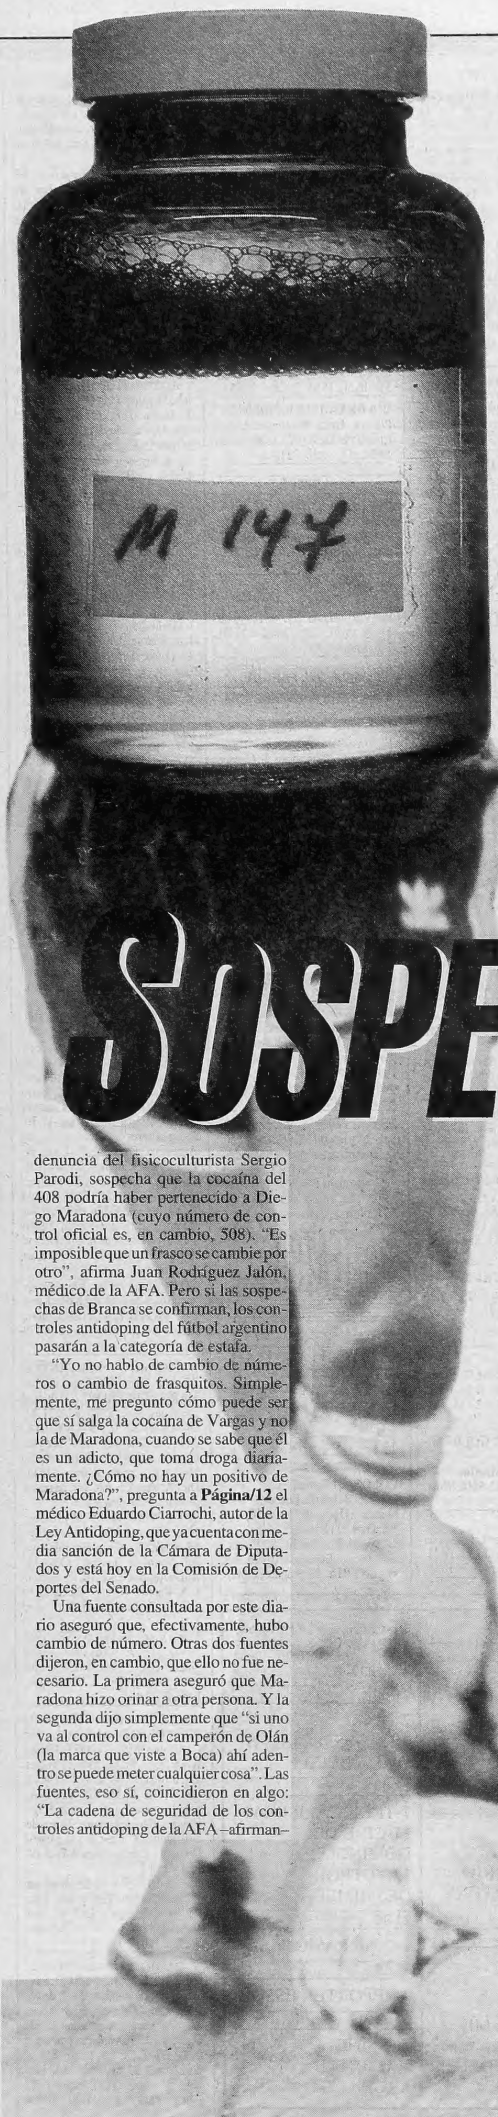 M 147
SOSPE
denuncia del fisicoculturista Sergio
Parodi, sospecha que la cocaína del
408 podría haber pertenecido a Die-
go Maradona (cuyo número de con-
trol oficial es, en cambio, 508). “Es
imposible que un frasco se cambie por
otro”, afirma Juan Rodríguez Jalón,
médico de la AFA. Pero si las sospe-
chas de Branca se confirman, los con-
troles antidoping del fútbol argentino
pasarán a la categoría de estafa.
“Yo no hablo de cambio de núme-
ros o cambio de frasquitos. Simple-
mente, me pregunto cómo puede ser
que sí salga la cocaína de Vargas y no
la de Maradona, cuando se sabe que él
es un adicto, que toma droga diaria-
mente. ¿Cómo no hay un positivo de
Maradona?”, pregunta a Página/12 el
médico Eduardo Ciarrochi, autor de la
Ley Antidoping, que ya cuenta con me-
dia sanción de la Cámara de Diputa-
dos y está hoy en la Comisión de De-
portes del Senado.
Una fuente consultada por este dia-
rio aseguró que, efectivamente, hubo
cambio de número. Otras dos fuentes
dijeron, en cambio, que ello no fue ne-
cesario. La primera aseguró que Ma-
radona hizo orinar a otra persona. Y la
segunda dijo simplemente que “si uno
va al control con el camperón de Olán
(la marca que viste a Boca) ahí aden-
tro se puede meter cualquier cosa”. Las
fuentes, eso sí, coincidieron en algo:
“La cadena de seguridad de los con-
troles antidoping de la AFA –afirman–